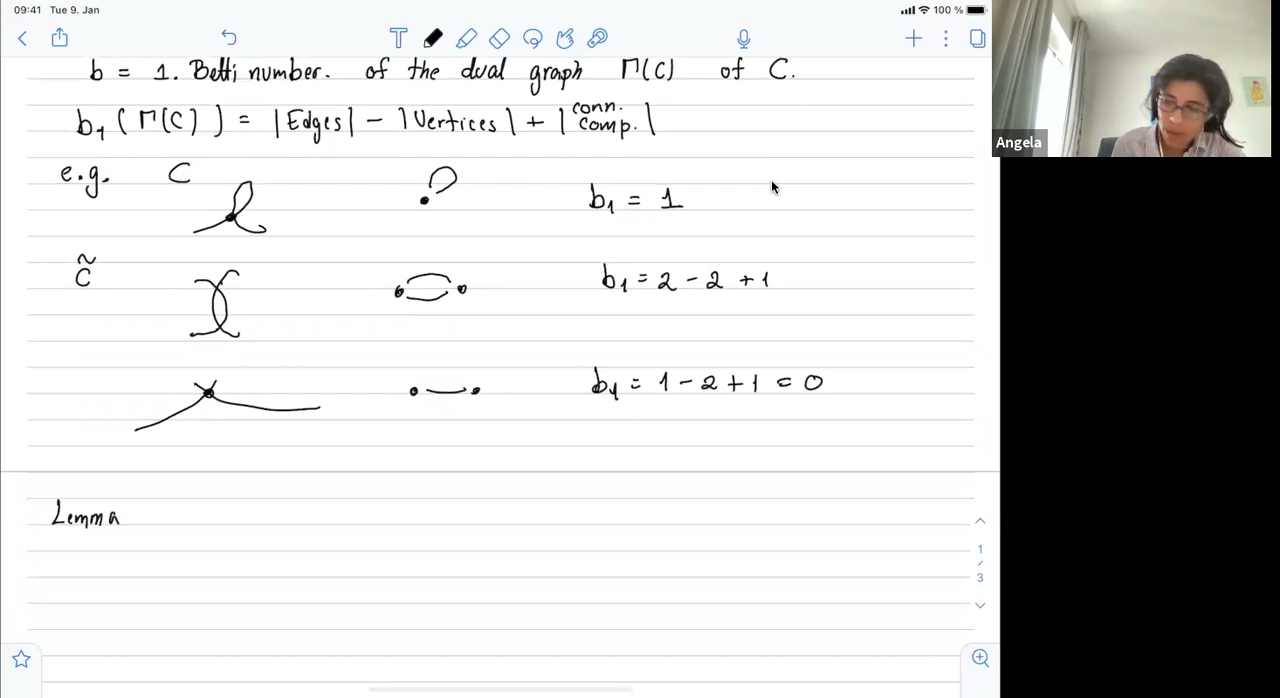 09:41 Tue 9. Jan 100 %
b = 1. Betti number. of the dual graph Γ(C) of C.
b₁(Γ(C)) = |Edges| - |Vertices| + |conn. comp.|
Angela
e.g. C b₁ = 1
C̃ b₁ = 2 - 2 + 1
b₁ = 1 - 2 + 1 = 0
Lemma
1
/
3